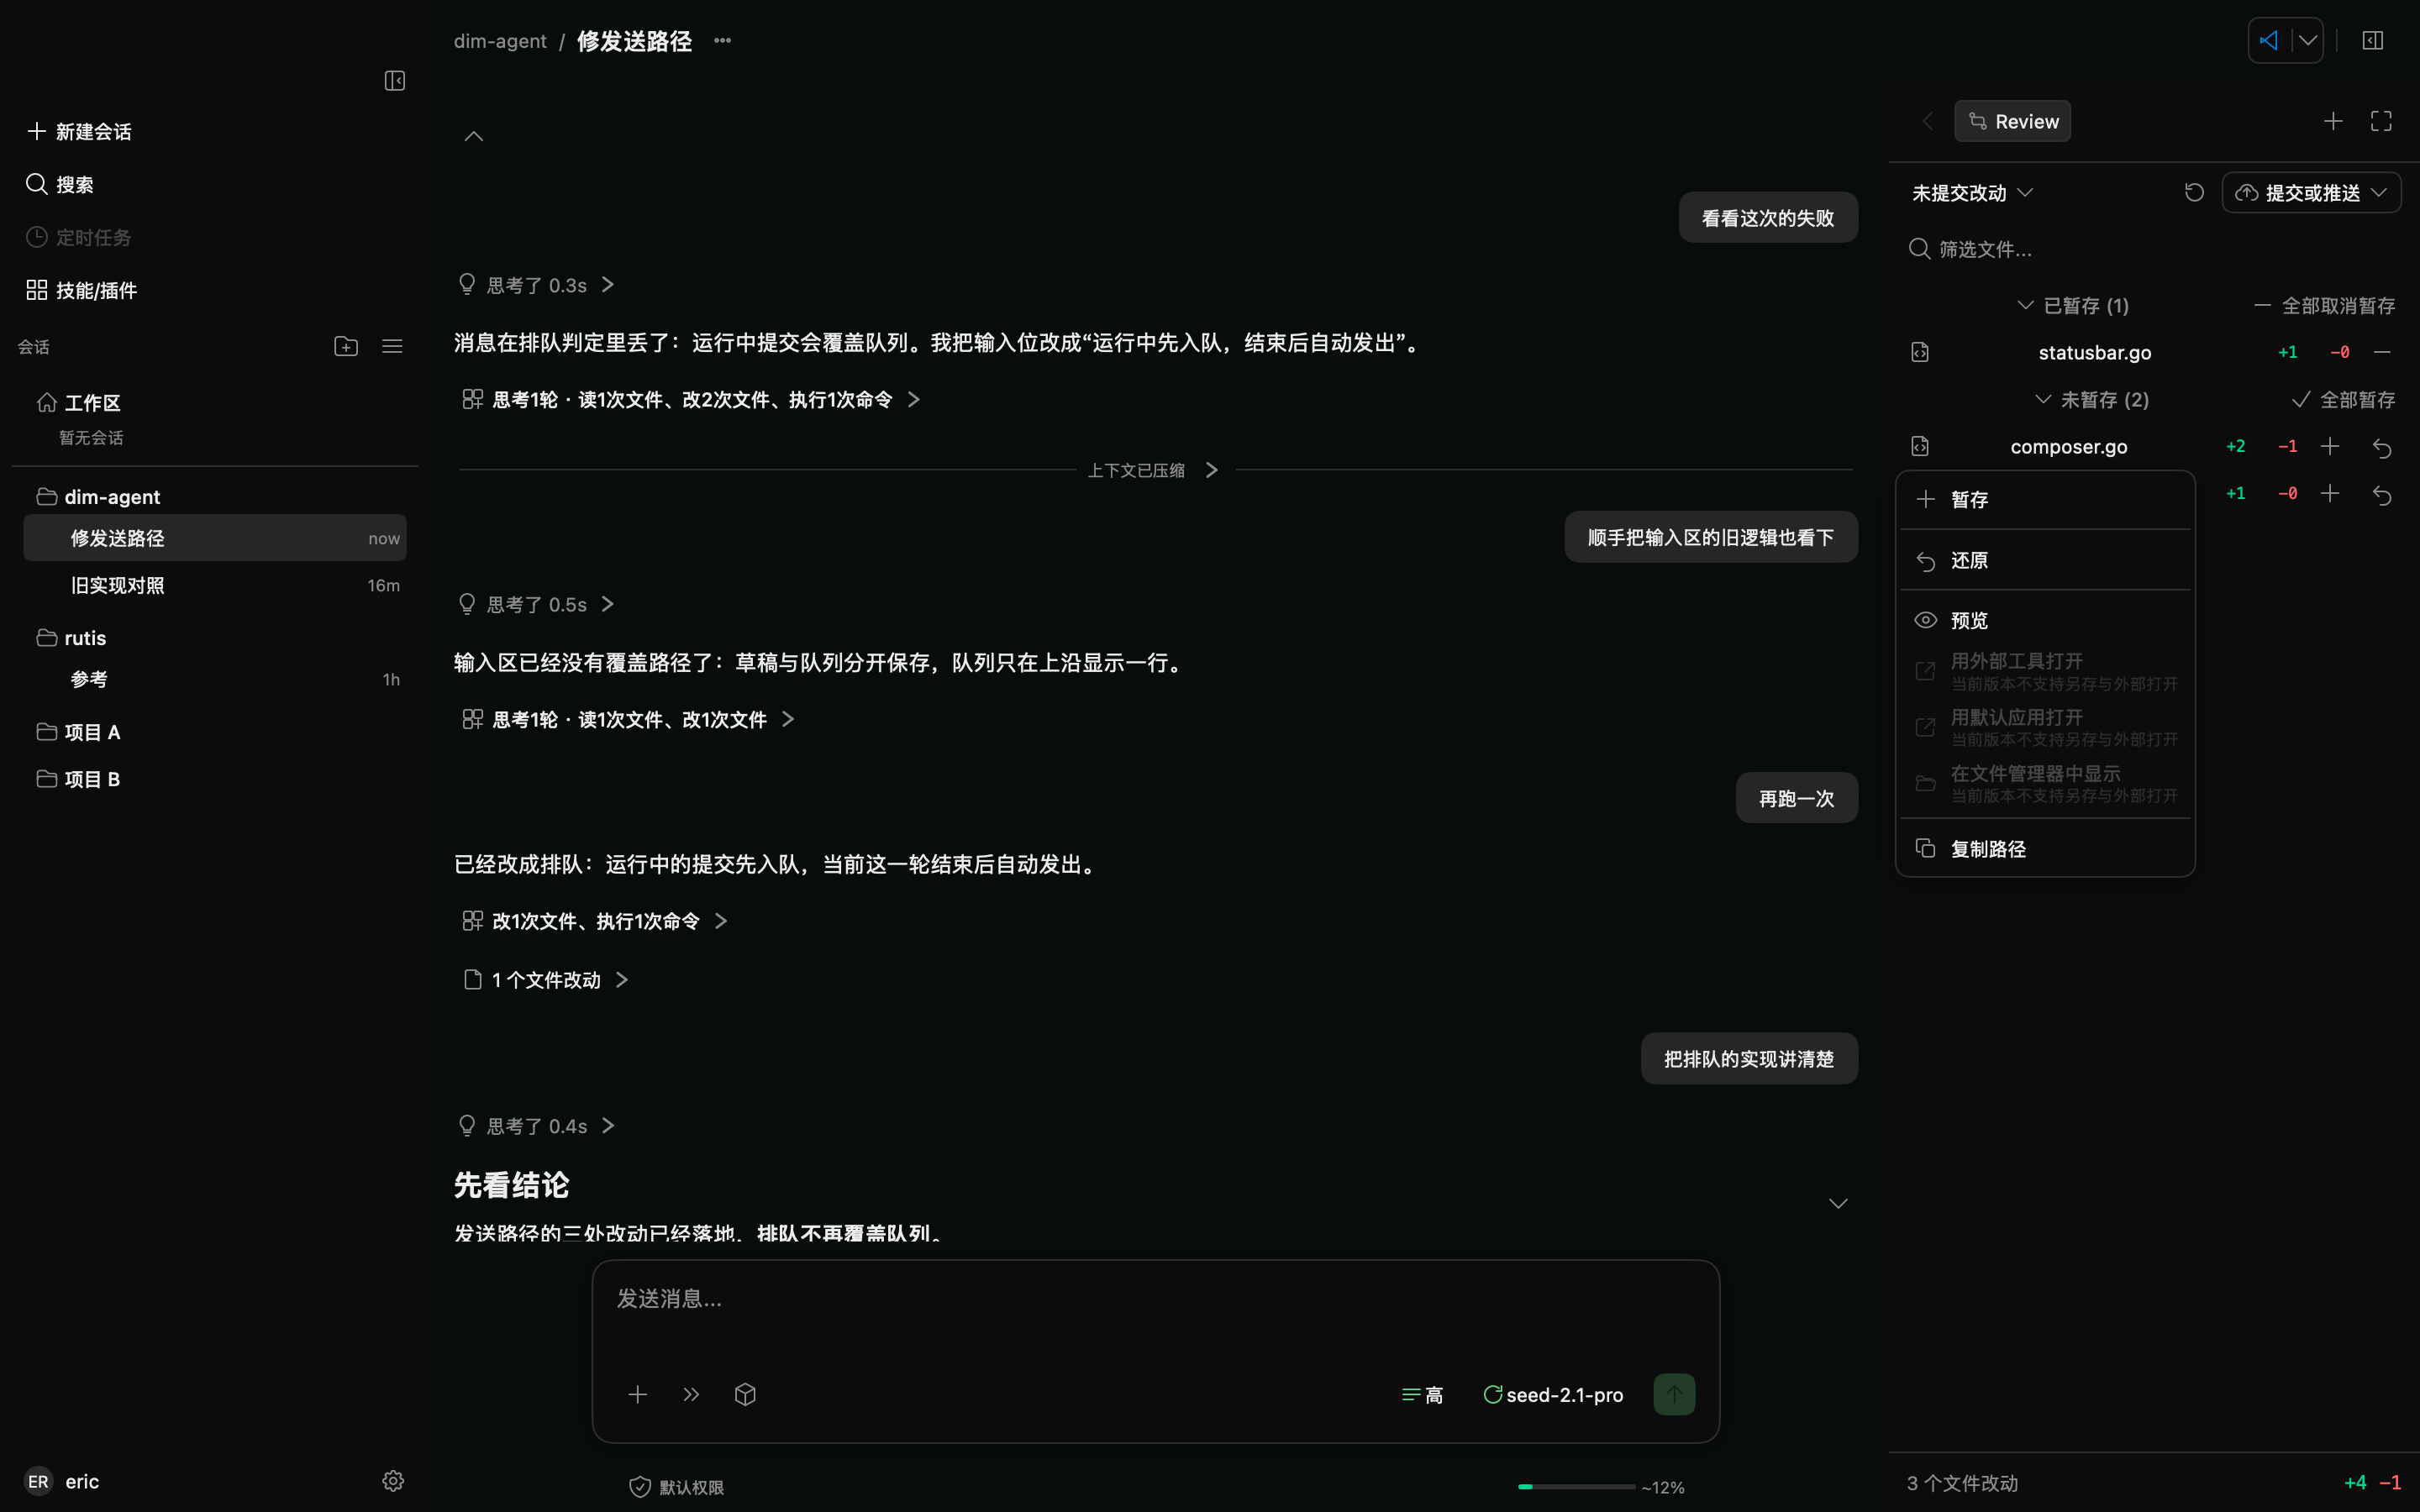 dim-agent / 修发送路径
新建会话
搜索
定时任务
技能/插件
会话
工作区
暂无会话
dim-agent
修发送路径 now
旧实现对照 16m
rutis
参考 1h
项目 A
项目 B
ER eric
看看这次的失败
思考了 0.3s
消息在排队判定里丢了：运行中提交会覆盖队列。我把输入位改成“运行中先入队，结束后自动发出”。
思考1轮 · 读1次文件、改2次文件、执行1次命令
上下文已压缩
顺手把输入区的旧逻辑也看下
思考了 0.5s
输入区已经没有覆盖路径了：草稿与队列分开保存，队列只在上沿显示一行。
思考1轮 · 读1次文件、改1次文件
再跑一次
已经改成排队：运行中的提交先入队，当前这一轮结束后自动发出。
改1次文件、执行1次命令
1 个文件改动
把排队的实现讲清楚
思考了 0.4s
先看结论
发送路径的三处改动已经落地，排队不再覆盖队列。
发送消息...
高 seed-2.1-pro
默认权限 ~12%
Review
未提交改动 提交或推送
筛选文件...
已暂存 (1) 全部取消暂存
statusbar.go +1 −0
未暂存 (2) 全部暂存
composer.go +2 −1
+1 −0
暂存
还原
预览
用外部工具打开
当前版本不支持另存与外部打开
用默认应用打开
当前版本不支持另存与外部打开
在文件管理器中显示
当前版本不支持另存与外部打开
复制路径
3 个文件改动 +4 −1